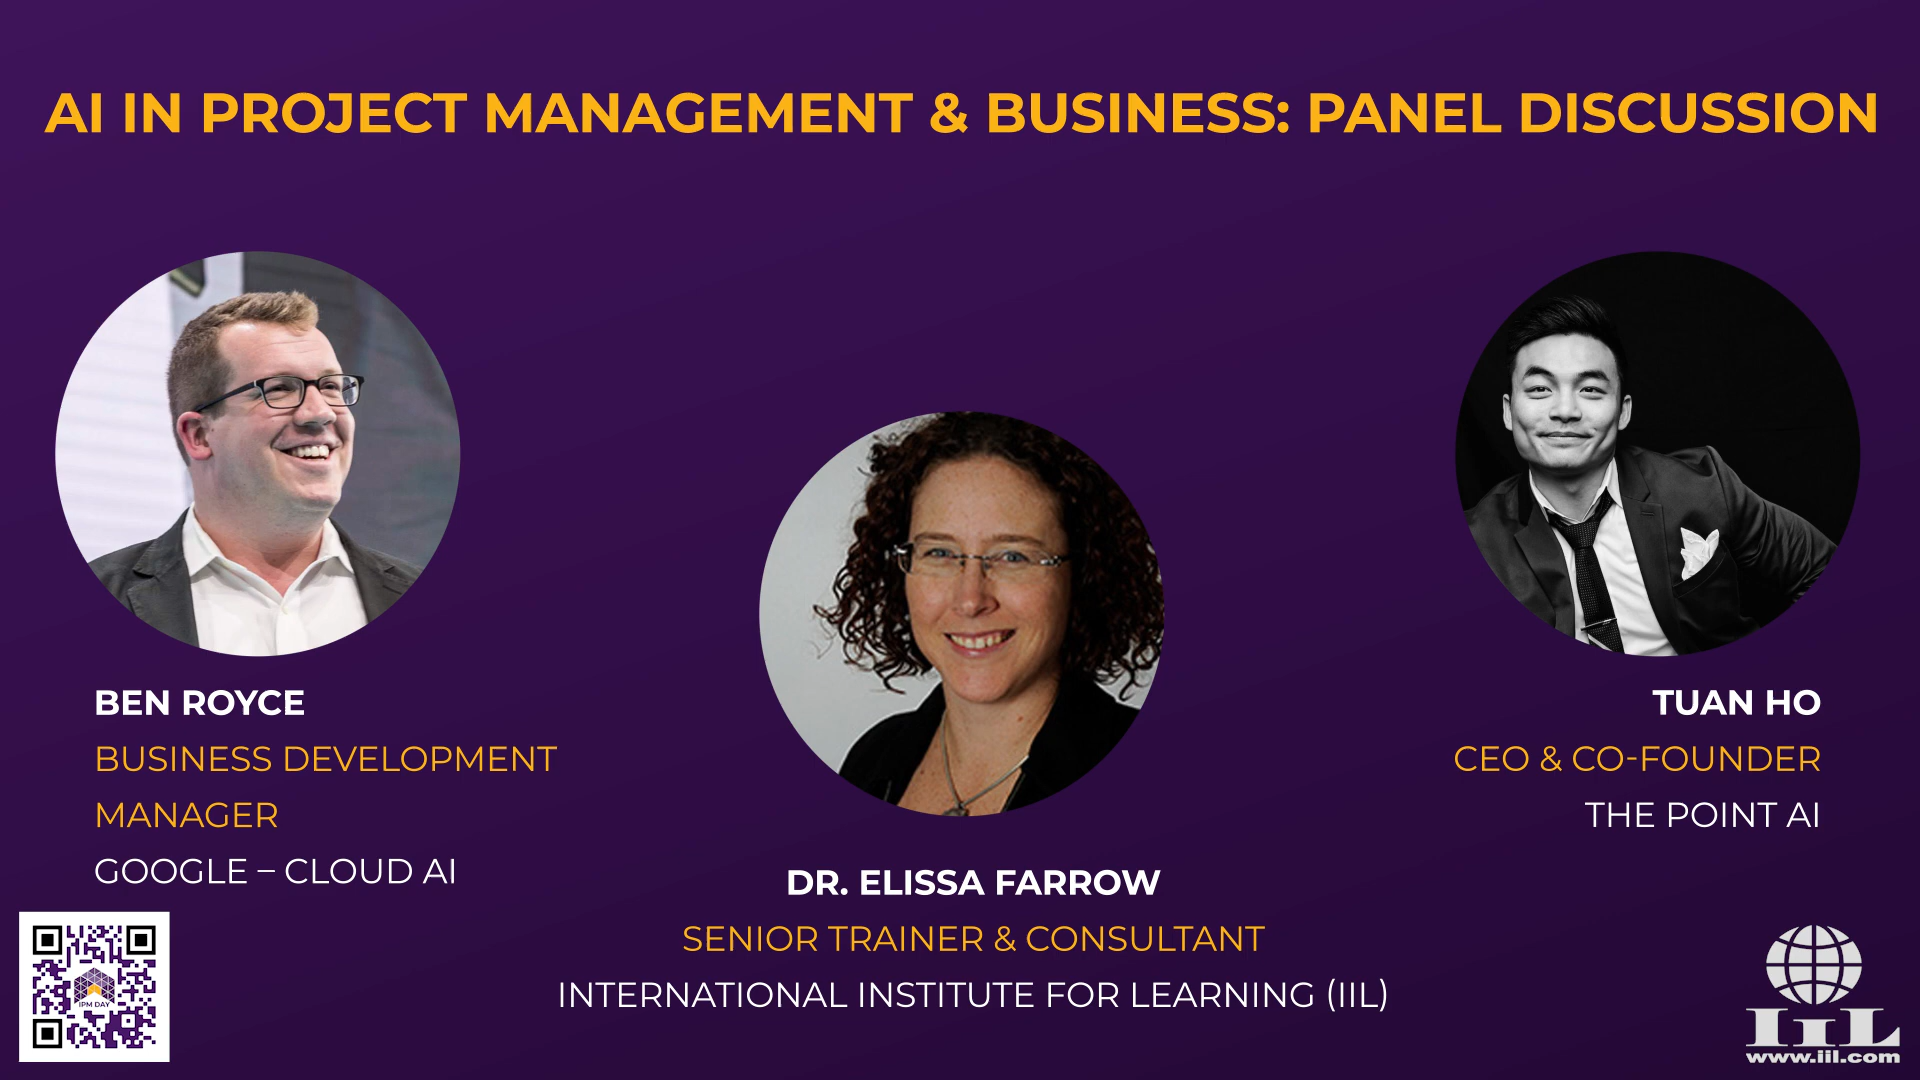 AI IN PROJECT MANAGEMENT & BUSINESS: PANEL DISCUSSION
BEN ROYCE
BUSINESS DEVELOPMENT
MANAGER
GOOGLE – CLOUD AI
DR. ELISSA FARROW
SENIOR TRAINER & CONSULTANT
INTERNATIONAL INSTITUTE FOR LEARNING (IIL)
TUAN HO
CEO & CO-FOUNDER
THE POINT AI
IPM DAY
IiL
www.iil.com